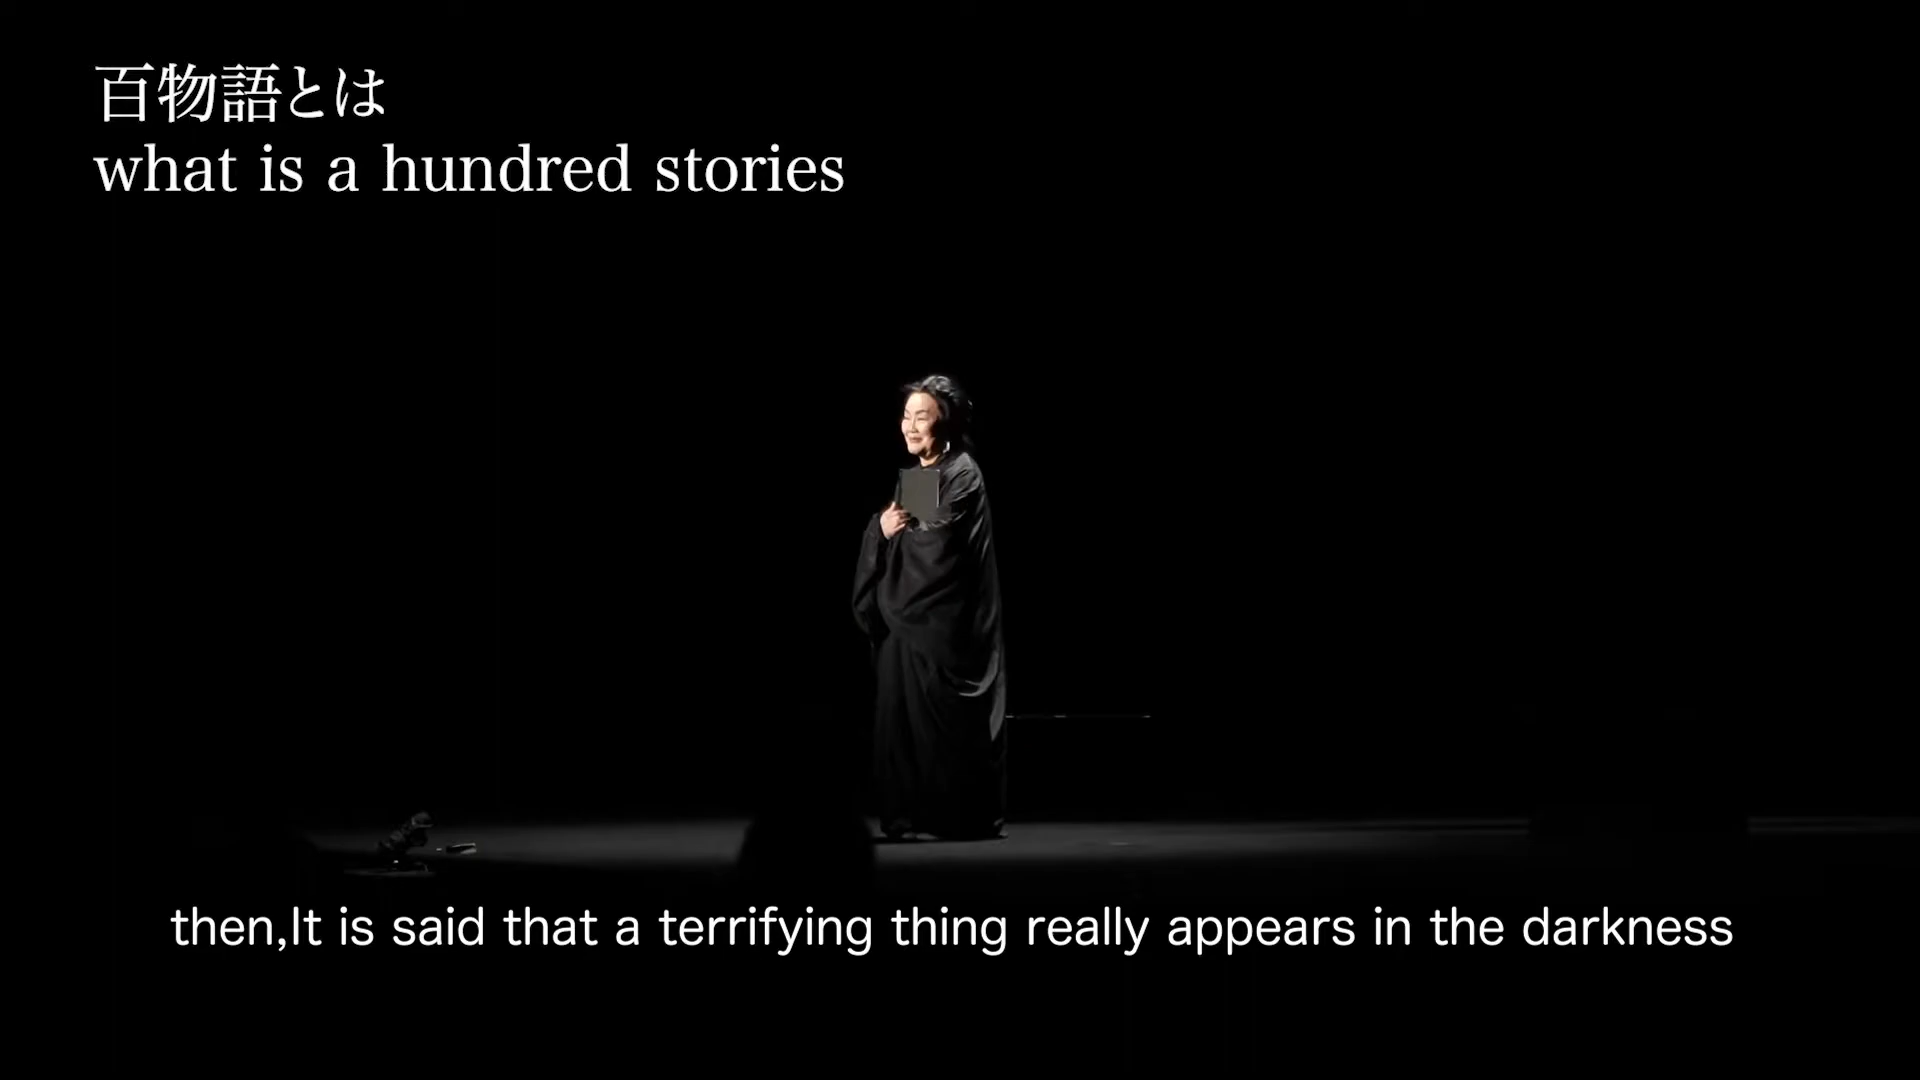 百物語とは
what is a hundred stories
then,It is said that a terrifying thing really appears in the darkness